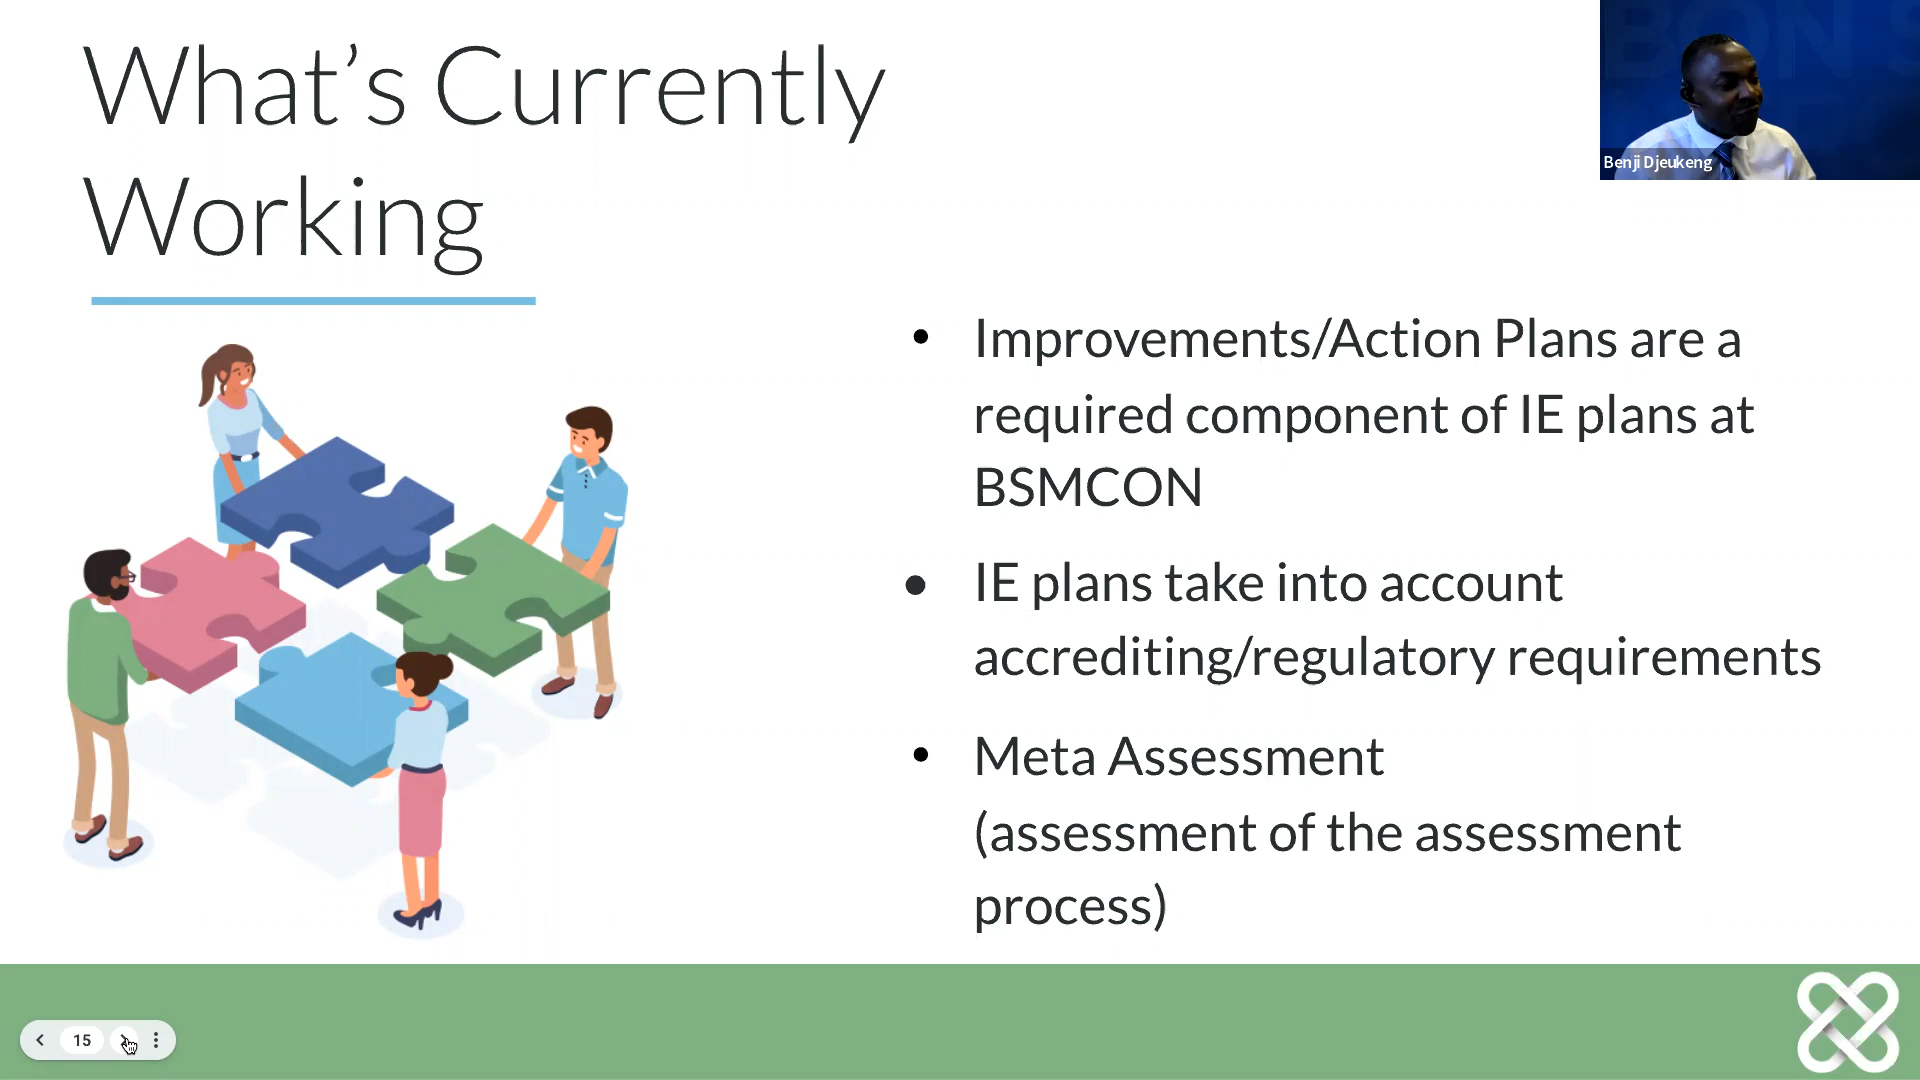 What’s Currently
Working
Benji Djeukeng
• Improvements/Action Plans are a
required component of IE plans at
BSMCON
• IE plans take into account
accrediting/regulatory requirements
• Meta Assessment
(assessment of the assessment
process)
15